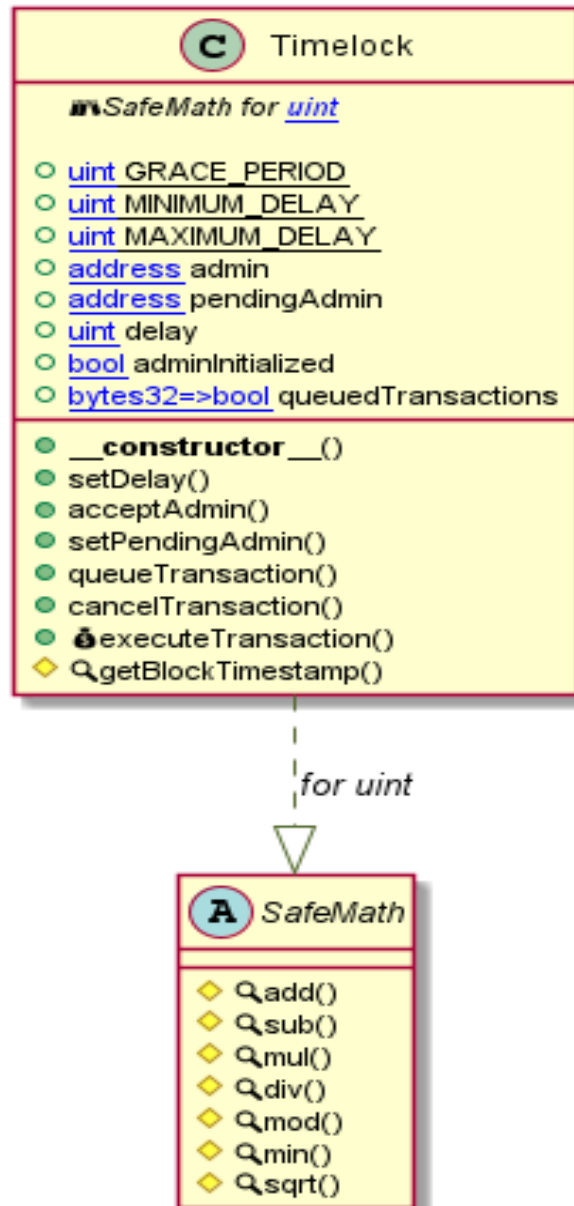 C Timelock
SafeMath for uint
uint GRACE_PERIOD
uint MINIMUM_DELAY
uint MAXIMUM_DELAY
address admin
address pendingAdmin
uint delay
bool adminInitialized
bytes32=>bool queuedTransactions
__constructor__()
setDelay()
acceptAdmin()
setPendingAdmin()
queueTransaction()
cancelTransaction()
executeTransaction()
getBlockTimestamp()
for uint
A SafeMath
add()
sub()
mul()
div()
mod()
min()
sqrt()